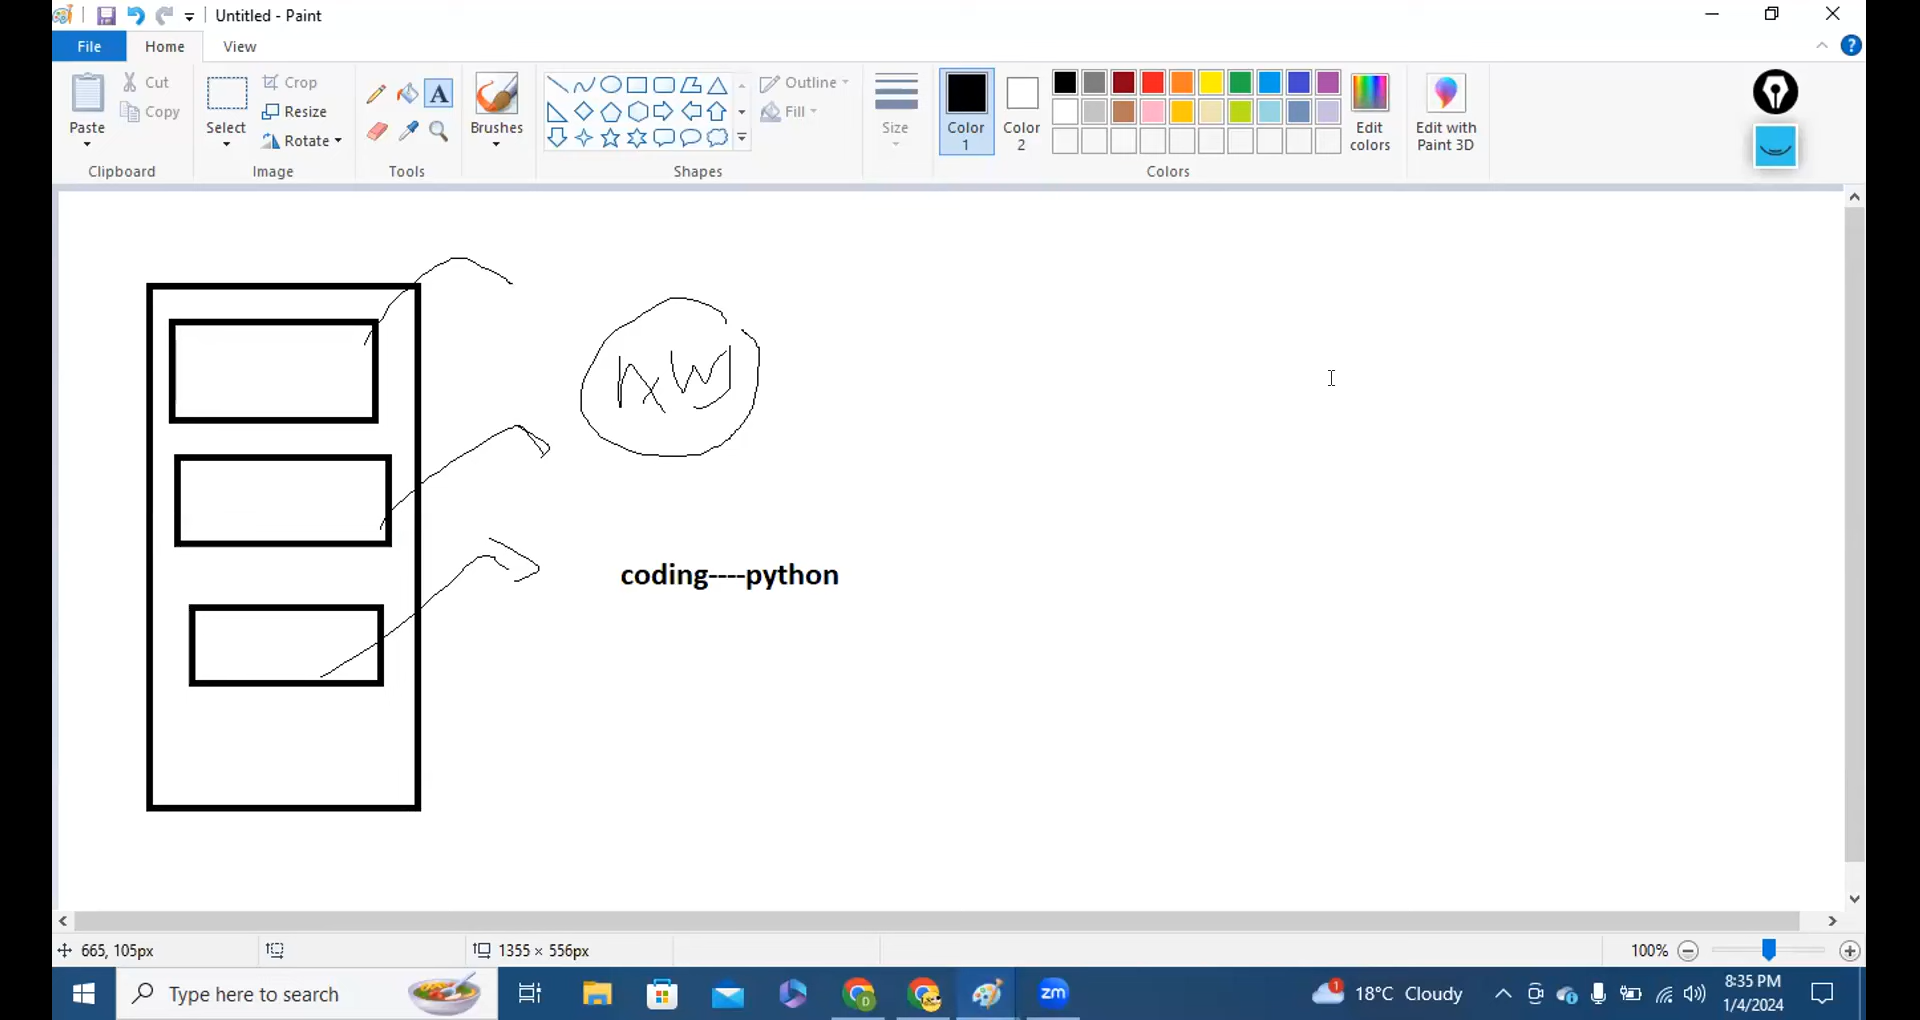 Untitled - Paint
File
Home
View
Paste
Cut
Copy
Clipboard
Select
Crop
Resize
Rotate
Image
A
Tools
Brushes
Shapes
Outline
Fill
Size
Color
1
Color
2
Edit
colors
Colors
Edit with
Paint 3D
?
coding----python
665, 105px
1355 × 556px
100%
Type here to search
D
zm
1
18°C Cloudy
8:35 PM
1/4/2024